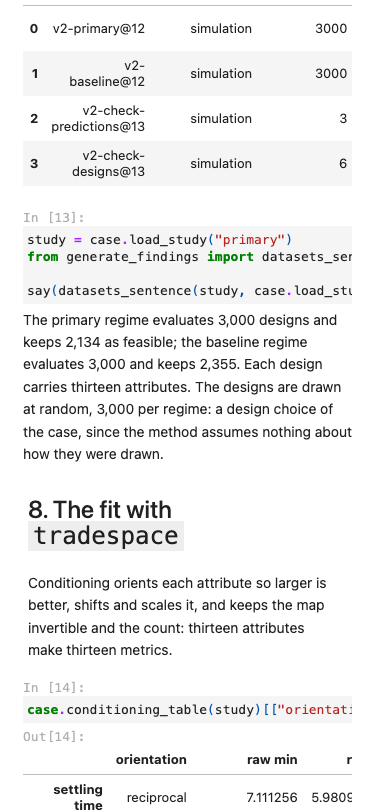 0 v2-primary@12 simulation 3000
v2-
1 baseline@12 simulation 3000
v2-check-
2 predictions@13 simulation 3
v2-check-
3 designs@13 simulation 6
In [13]:
study = case.load_study("primary")
from generate_findings import datasets_sen
say(datasets_sentence(study, case.load_stu
The primary regime evaluates 3,000 designs and
keeps 2,134 as feasible; the baseline regime
evaluates 3,000 and keeps 2,355. Each design
carries thirteen attributes. The designs are drawn
at random, 3,000 per regime: a design choice of
the case, since the method assumes nothing about
how they were drawn.
8. The fit with
tradespace
Conditioning orients each attribute so larger is
better, shifts and scales it, and keeps the map
invertible and the count: thirteen attributes
make thirteen metrics.
In [14]:
case.conditioning_table(study)[["orientati
Out[14]:
orientation raw min r
settling
time reciprocal 7.111256 5.9809